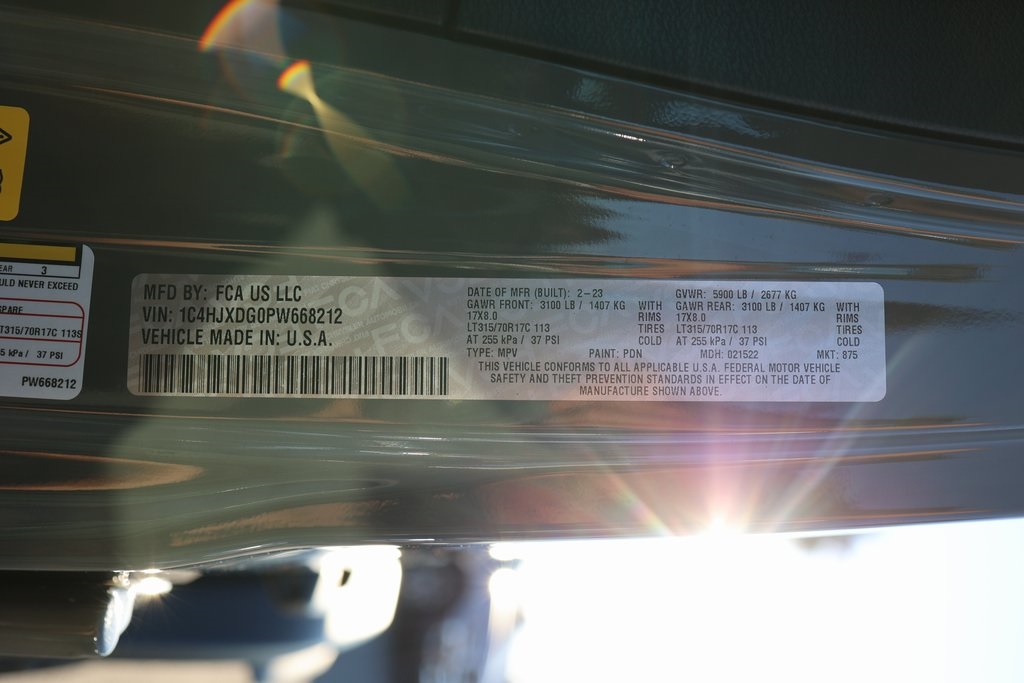 EAR 3
ULD NEVER EXCEED
SPARE
LT315/70R17C 113S
255 kPa / 37 PSI
PW668212
MFD BY: FCA US LLC
VIN: 1C4HJXDG0PW668212
VEHICLE MADE IN: U.S.A.
DATE OF MFR (BUILT): 2-23
GAWR FRONT: 3100 LB / 1407 KG WITH
17X8.0 RIMS
LT315/70R17C 113 TIRES
AT 255 kPa / 37 PSI COLD
GVWR: 5900 LB / 2677 KG
GAWR REAR: 3100 LB / 1407 KG WITH
17X8.0 RIMS
LT315/70R17C 113 TIRES
AT 255 kPa / 37 PSI COLD
TYPE: MPV PAINT: PDN MDH: 021522 MKT: 875
THIS VEHICLE CONFORMS TO ALL APPLICABLE U.S.A. FEDERAL MOTOR VEHICLE
SAFETY AND THEFT PREVENTION STANDARDS IN EFFECT ON THE DATE OF
MANUFACTURE SHOWN ABOVE.